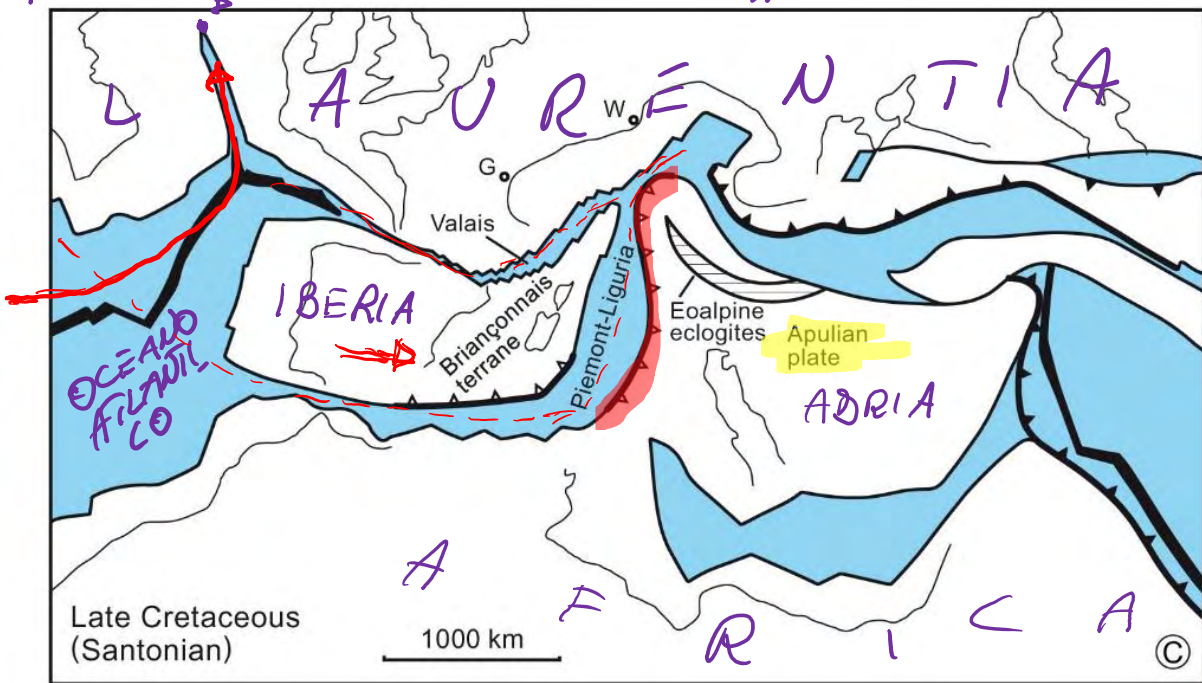 L A U R E N T I A
W
G
Valais
IBERIA
Briançonnais
terrane
Piemont-Liguria
Eoalpine
eclogites
Apulian
plate
ADRIA
OCEANO
ATLANTI
CO
A F R I C A
Late Cretaceous
(Santonian)
1000 km
C